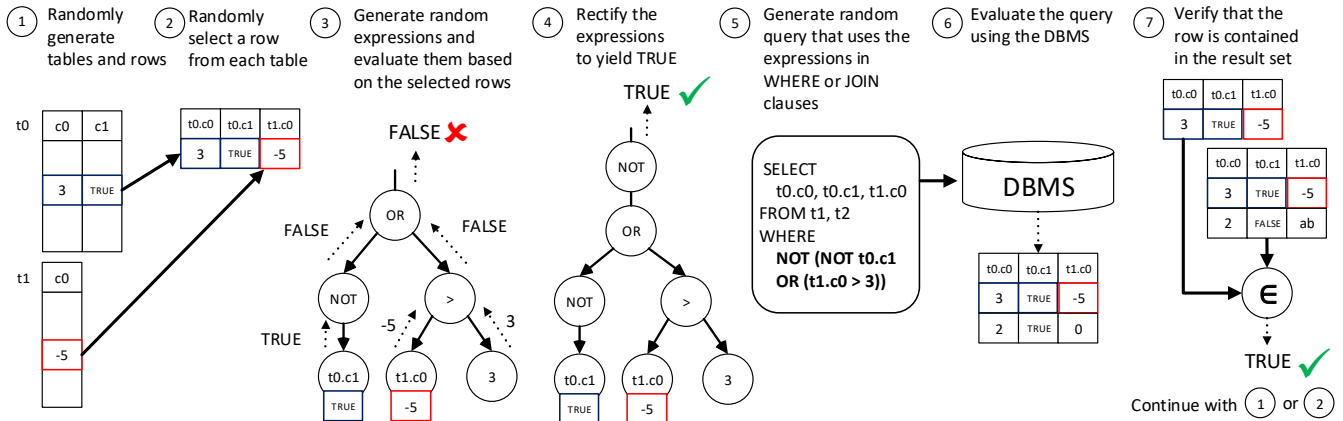 1 Randomly
generate
tables and rows
2 Randomly
select a row
from each table
3 Generate random
expressions and
evaluate them based
on the selected rows
4 Rectify the
expressions
to yield TRUE
5 Generate random
query that uses the
expressions in
WHERE or JOIN
clauses
6 Evaluate the query
using the DBMS
7 Verify that the
row is contained
in the result set
t0
c0 c1
3 TRUE
t1
c0
-5
t0.c0 t0.c1 t1.c0
3 TRUE -5
FALSE
OR
FALSE FALSE
NOT >
TRUE -5 3
t0.c1 t1.c0 3
TRUE -5
TRUE
NOT
OR
NOT >
t0.c1 t1.c0 3
TRUE -5
SELECT
t0.c0, t0.c1, t1.c0
FROM t1, t2
WHERE
NOT (NOT t0.c1
OR (t1.c0 > 3))
DBMS
t0.c0 t0.c1 t1.c0
3 TRUE -5
2 TRUE 0
t0.c0 t0.c1 t1.c0
3 TRUE -5
t0.c0 t0.c1 t1.c0
3 TRUE -5
2 FALSE ab
∈
TRUE
Continue with 1 or 2